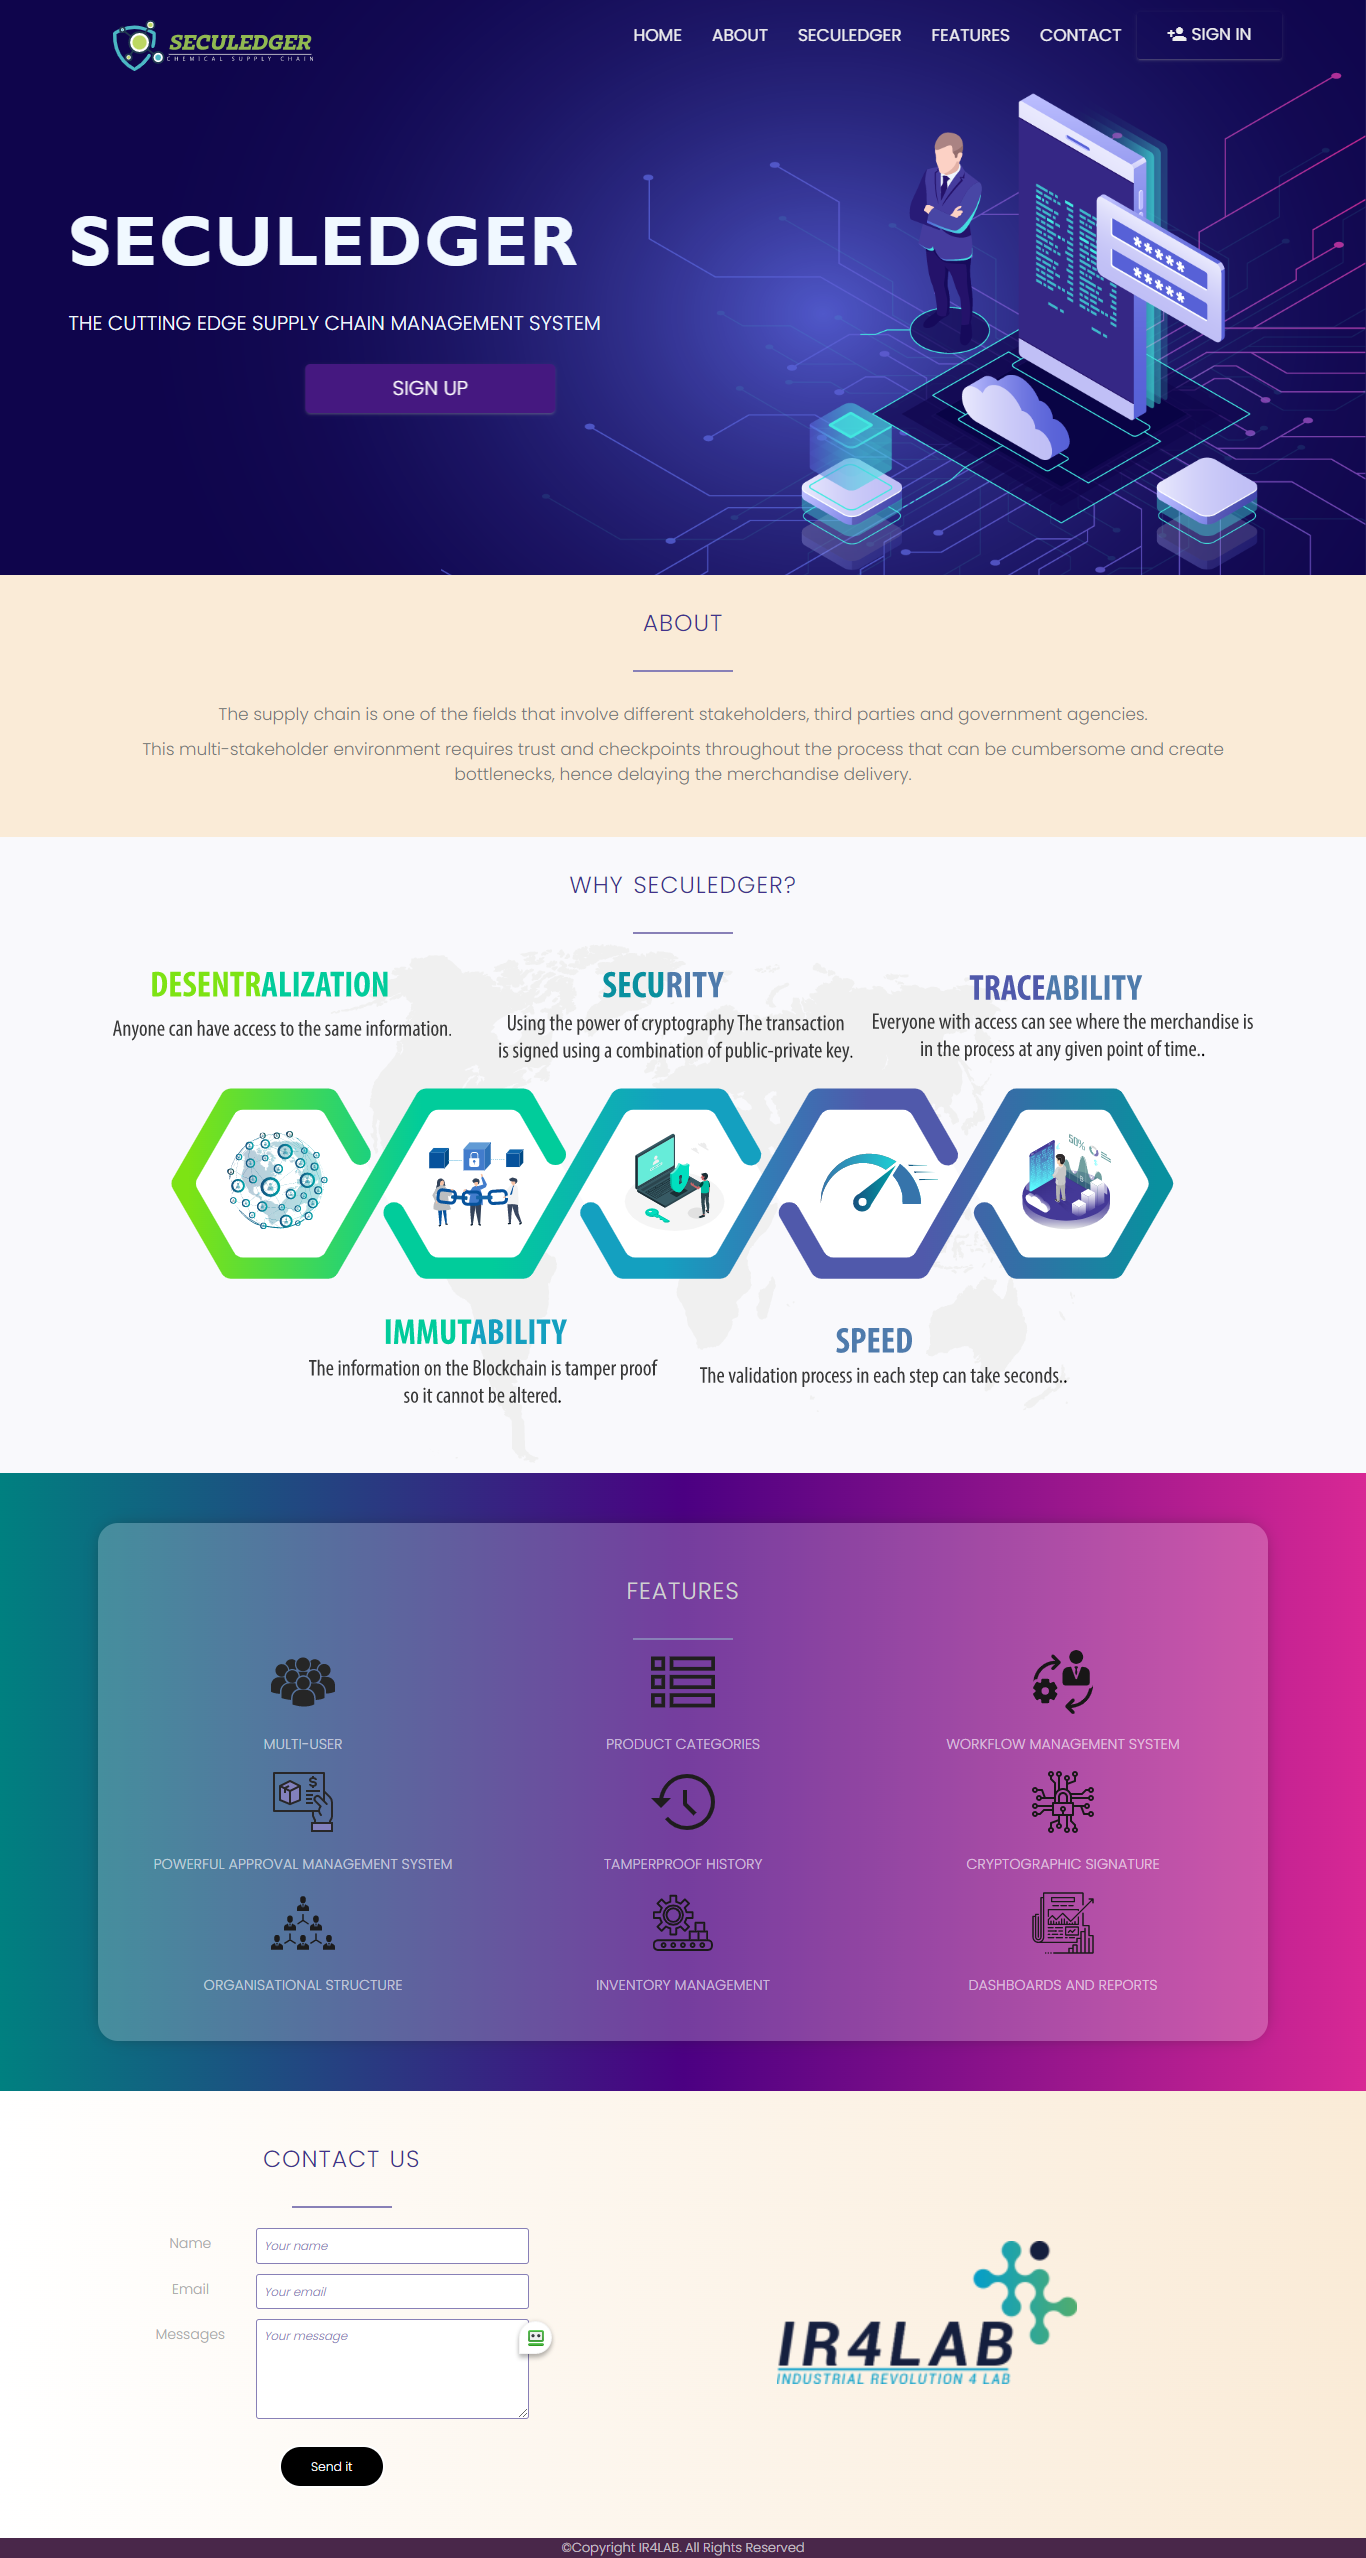 SECULEDGER
CHEMICAL SUPPLY CHAIN
HOME ABOUT SECULEDGER FEATURES CONTACT SIGN IN
SECULEDGER
THE CUTTING EDGE SUPPLY CHAIN MANAGEMENT SYSTEM
SIGN UP
*****
*****
ABOUT
The supply chain is one of the fields that involve different stakeholders, third parties and government agencies.
This multi-stakeholder environment requires trust and checkpoints throughout the process that can be cumbersome and create
bottlenecks, hence delaying the merchandise delivery.
WHY SECULEDGER?
DESENTRALIZATION
Anyone can have access to the same information.
SECURITY
Using the power of cryptography The transaction
is signed using a combination of public-private key.
TRACEABILITY
Everyone with access can see where the merchandise is
in the process at any given point of time..
50%
IMMUTABILITY
The information on the Blockchain is tamper proof
so it cannot be altered.
SPEED
The validation process in each step can take seconds..
FEATURES
MULTI-USER
PRODUCT CATEGORIES
WORKFLOW MANAGEMENT SYSTEM
$
POWERFUL APPROVAL MANAGEMENT SYSTEM
TAMPERPROOF HISTORY
CRYPTOGRAPHIC SIGNATURE
ORGANISATIONAL STRUCTURE
INVENTORY MANAGEMENT
DASHBOARDS AND REPORTS
CONTACT US
Name
Your name
Email
Your email
Messages
Your message
Send it
IR4LAB
INDUSTRIAL REVOLUTION 4 LAB
©Copyright IR4LAB. All Rights Reserved